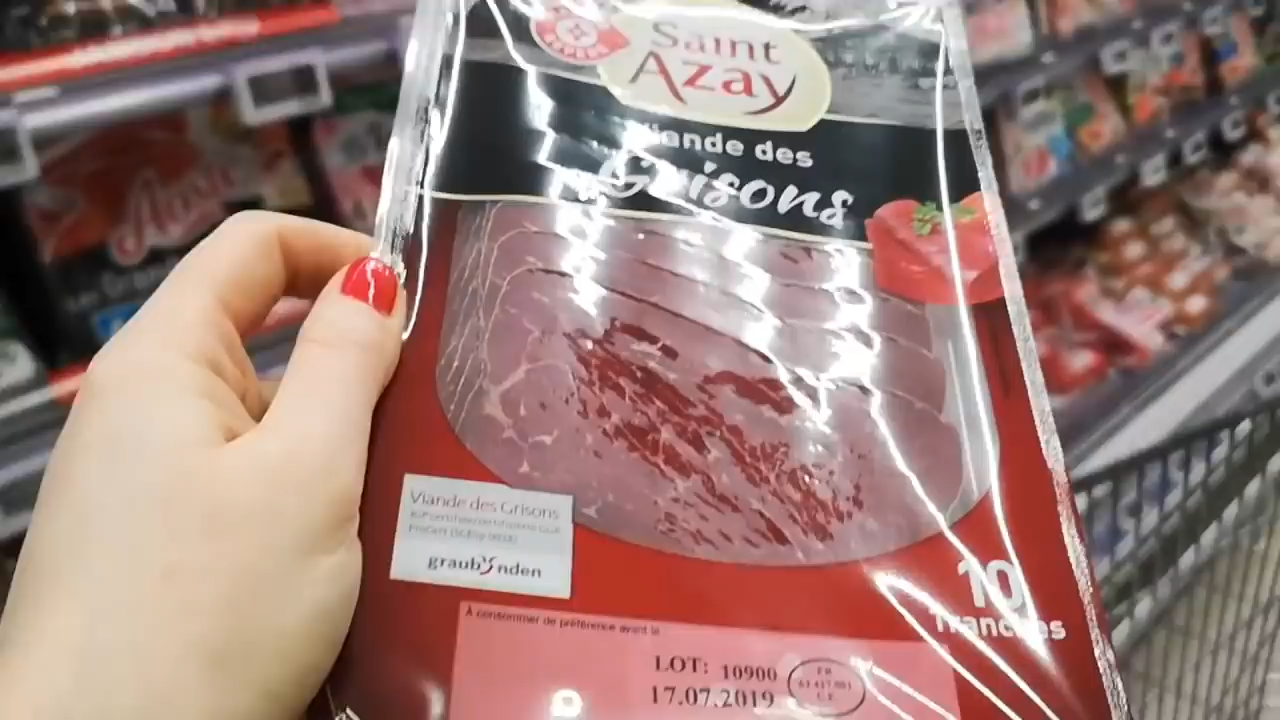 Saint
Azay
Viande des
Grisons
Viande des Grisons
graubünden
10
Tranches
À consommer de préférence avant le
LOT: 10900
17.07.2019